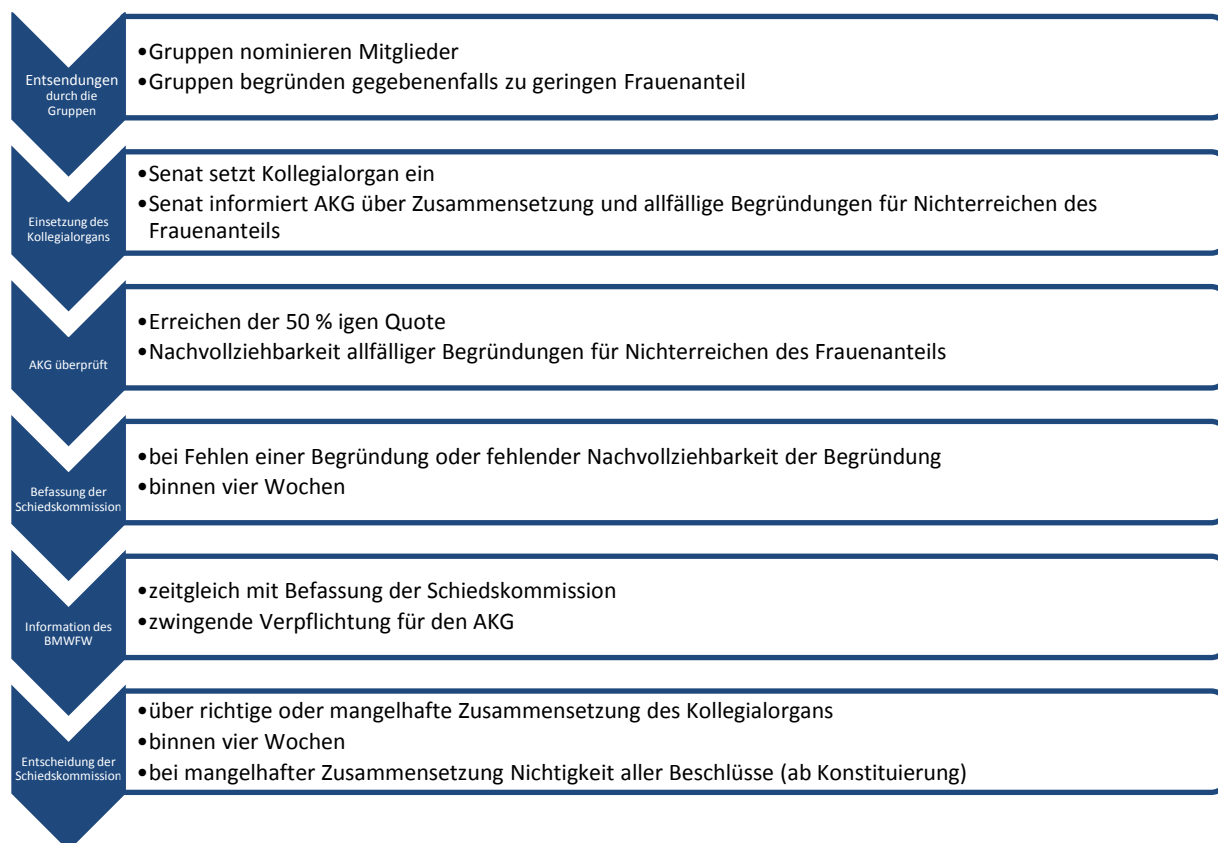 Entsendungen
durch die
Gruppen
•Gruppen nominieren Mitglieder
•Gruppen begründen gegebenenfalls zu geringen Frauenanteil
Einsetzung des
Kollegialorgans
•Senat setzt Kollegialorgan ein
•Senat informiert AKG über Zusammensetzung und allfällige Begründungen für Nichterreichen des
Frauenanteils
AKG überprüft
•Erreichen der 50 % igen Quote
•Nachvollziehbarkeit allfälliger Begründungen für Nichterreichen des Frauenanteils
Befassung der
Schiedskommission
•bei Fehlen einer Begründung oder fehlender Nachvollziehbarkeit der Begründung
•binnen vier Wochen
Information des
BMWFW
•zeitgleich mit Befassung der Schiedskommission
•zwingende Verpflichtung für den AKG
Entscheidung der
Schiedskommission
•über richtige oder mangelhafte Zusammensetzung des Kollegialorgans
•binnen vier Wochen
•bei mangelhafter Zusammensetzung Nichtigkeit aller Beschlüsse (ab Konstituierung)